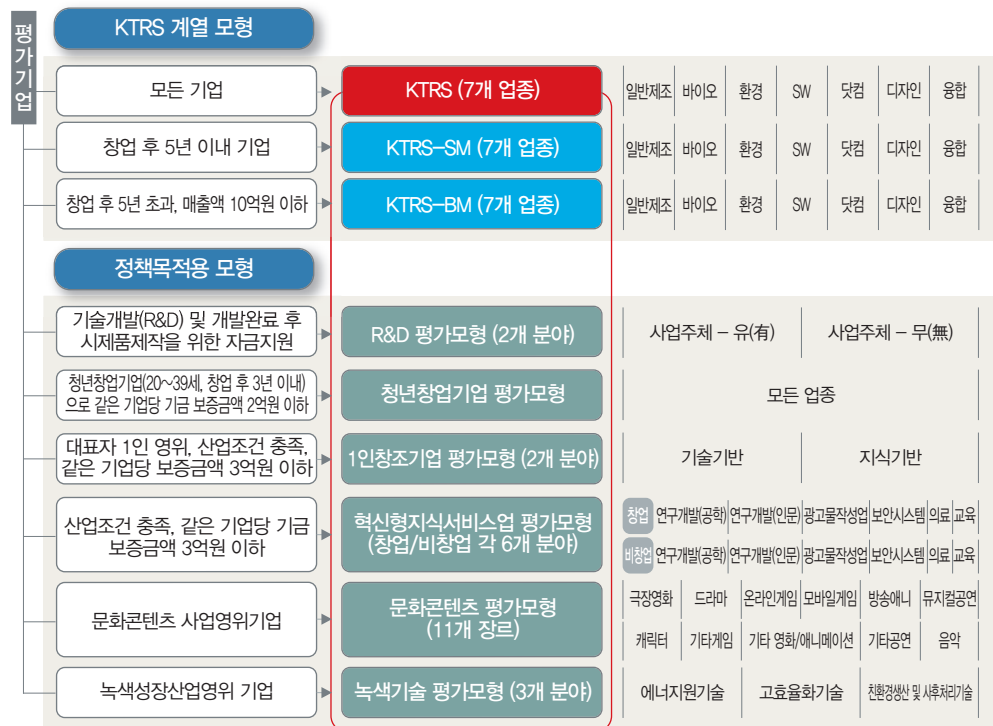 평가기업
KTRS 계열 모형
모든 기업
KTRS (7개 업종)
일반제조 바이오 환경 SW 닷컴 디자인 융합
창업 후 5년 이내 기업
KTRS-SM (7개 업종)
일반제조 바이오 환경 SW 닷컴 디자인 융합
창업 후 5년 초과, 매출액 10억원 이하
KTRS-BM (7개 업종)
일반제조 바이오 환경 SW 닷컴 디자인 융합
정책목적용 모형
기술개발(R&D) 및 개발완료 후
시제품제작을 위한 자금지원
R&D 평가모형 (2개 분야)
사업주체 – 유(有) 사업주체 – 무(無)
청년창업기업(20~39세, 창업 후 3년 이내)
으로 같은 기업당 기금 보증금액 2억원 이하
청년창업기업 평가모형
모든 업종
대표자 1인 영위, 산업조건 충족,
같은 기업당 보증금액 3억원 이하
1인창조기업 평가모형 (2개 분야)
기술기반 지식기반
산업조건 충족, 같은 기업당 기금
보증금액 3억원 이하
혁신형지식서비스업 평가모형
(창업/비창업 각 6개 분야)
창업 연구개발(공학) 연구개발(인문) 광고물작성업 보안시스템 의료 교육
비창업 연구개발(공학) 연구개발(인문) 광고물작성업 보안시스템 의료 교육
문화콘텐츠 사업영위기업
문화콘텐츠 평가모형
(11개 장르)
극장영화 드라마 온라인게임 모바일게임 방송애니 뮤지컬공연
캐릭터 기타게임 기타 영화/애니메이션 기타공연 음악
녹색성장산업영위 기업
녹색기술 평가모형 (3개 분야)
에너지원기술 고효율화기술 친환경생산 및 사후처리기술